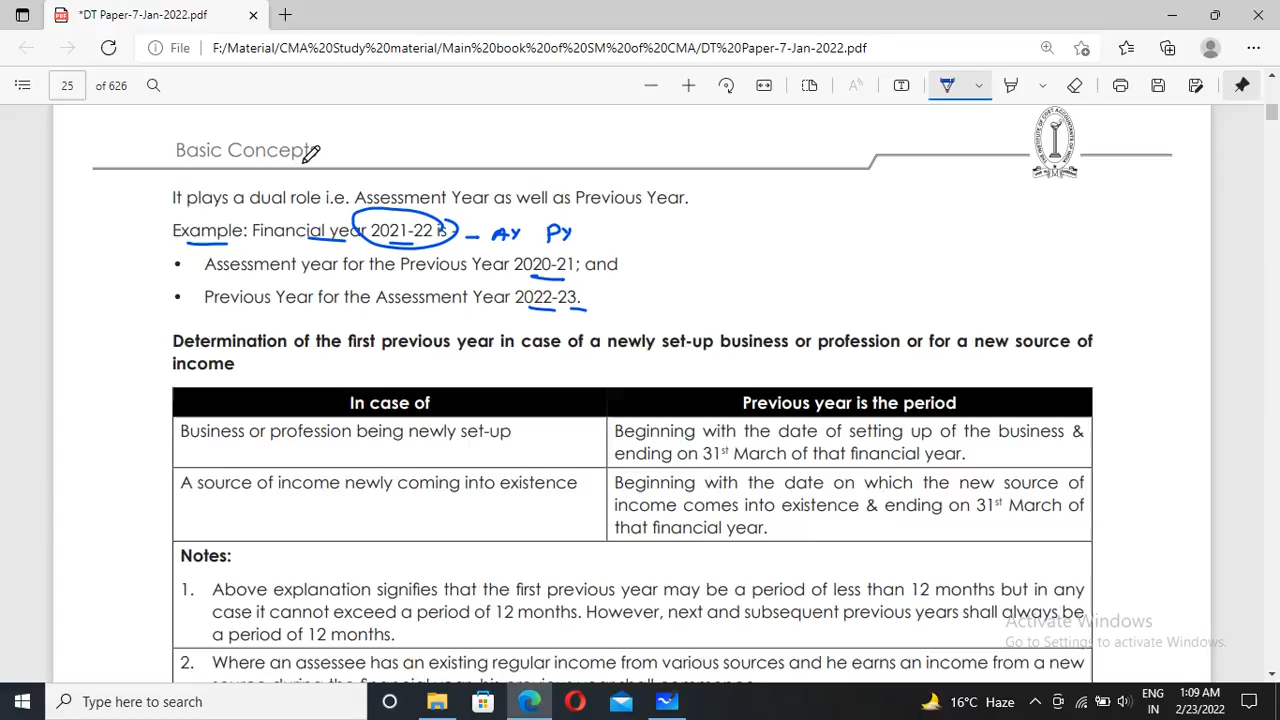 *DT Paper-7-Jan-2022.pdf
File F:/Material/CMA%20Study%20material/Main%20book%20of%20SM%20of%20CMA/DT%20Paper-7-Jan-2022.pdf
25 of 626
Basic Concept
It plays a dual role i.e. Assessment Year as well as Previous Year.
Example: Financial year 2021-22 is - AY PY
• Assessment year for the Previous Year 2020-21; and
• Previous Year for the Assessment Year 2022-23.
Determination of the first previous year in case of a newly set-up business or profession or for a new source of
income
In case of Previous year is the period
Business or profession being newly set-up Beginning with the date of setting up of the business &
ending on 31st March of that financial year.
A source of income newly coming into existence Beginning with the date on which the new source of
income comes into existence & ending on 31st March of
that financial year.
Notes:
1. Above explanation signifies that the first previous year may be a period of less than 12 months but in any
case it cannot exceed a period of 12 months. However, next and subsequent previous years shall always be
a period of 12 months.
Activate Windows
Go to Settings to activate Windows.
2. Where an assessee has an existing regular income from various sources and he earns an income from a new
Type here to search
16°C Haze
ENG
IN
1:09 AM
2/23/2022